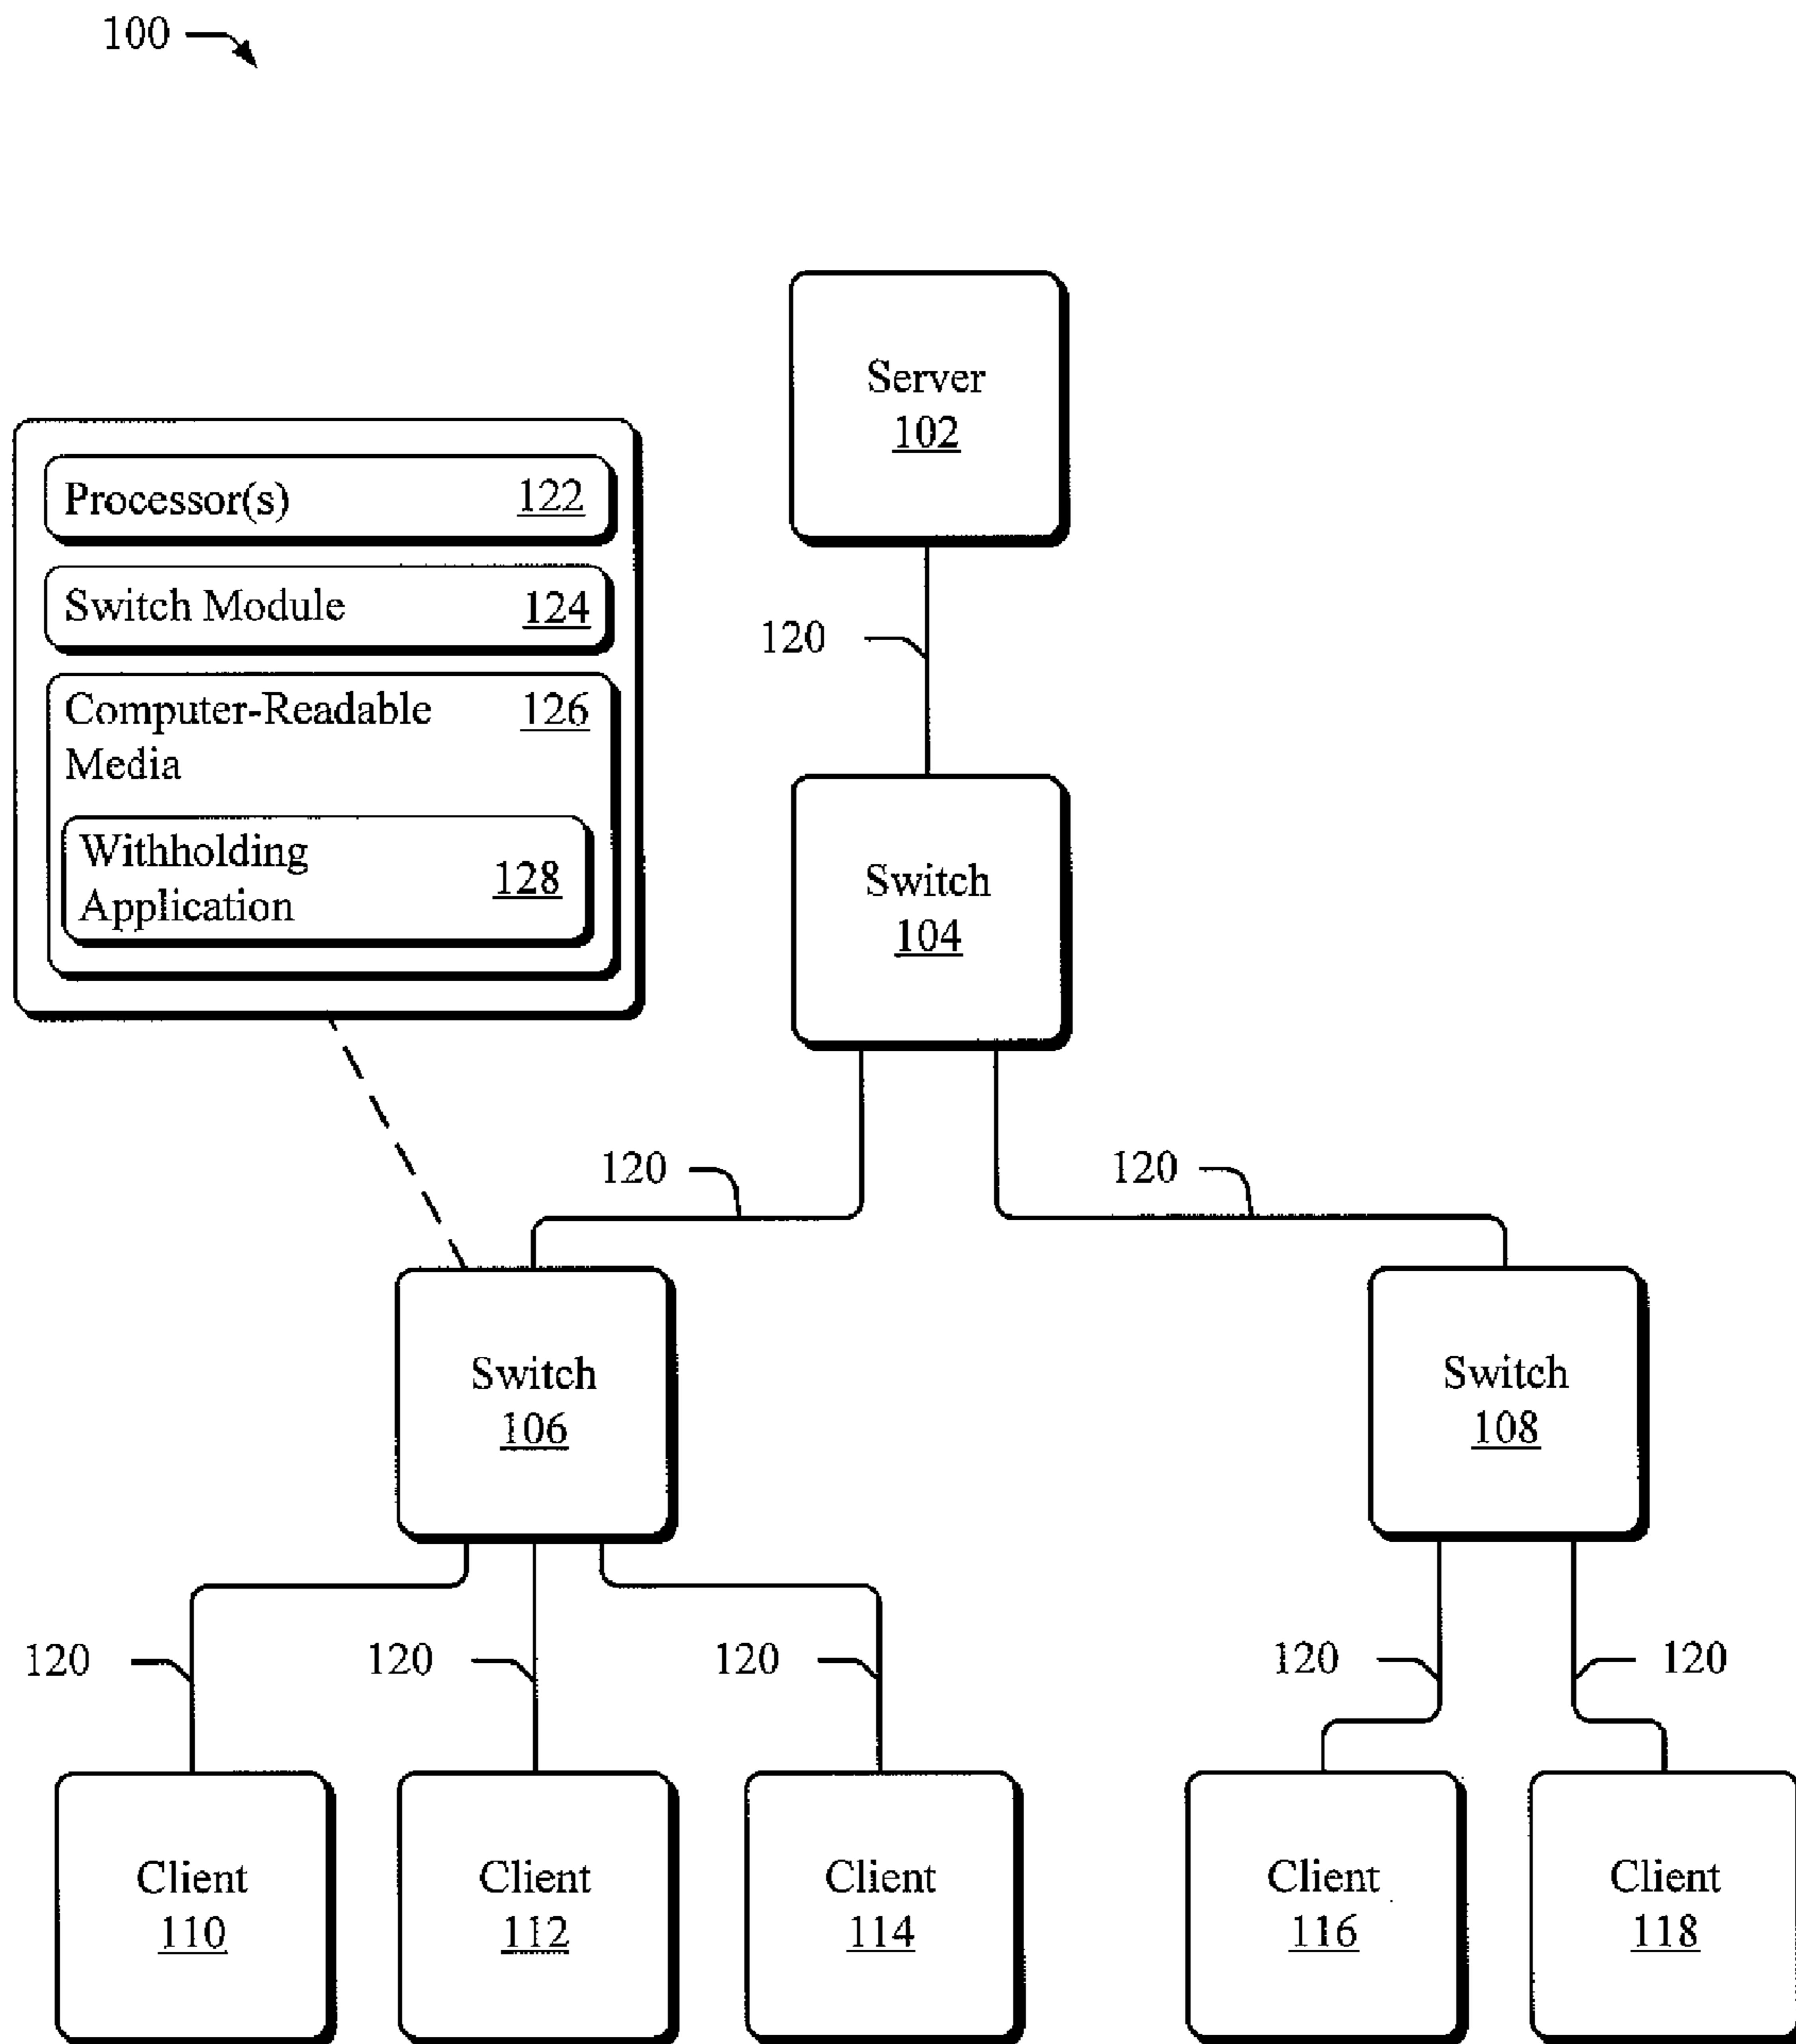 100
Server
102
Processor(s) 122
Switch Module 124
Computer-Readable 126
Media
Withholding
Application 128
120
Switch
104
120 120
Switch
106
Switch
108
120 120 120 120 120
Client
110
Client
112
Client
114
Client
116
Client
118